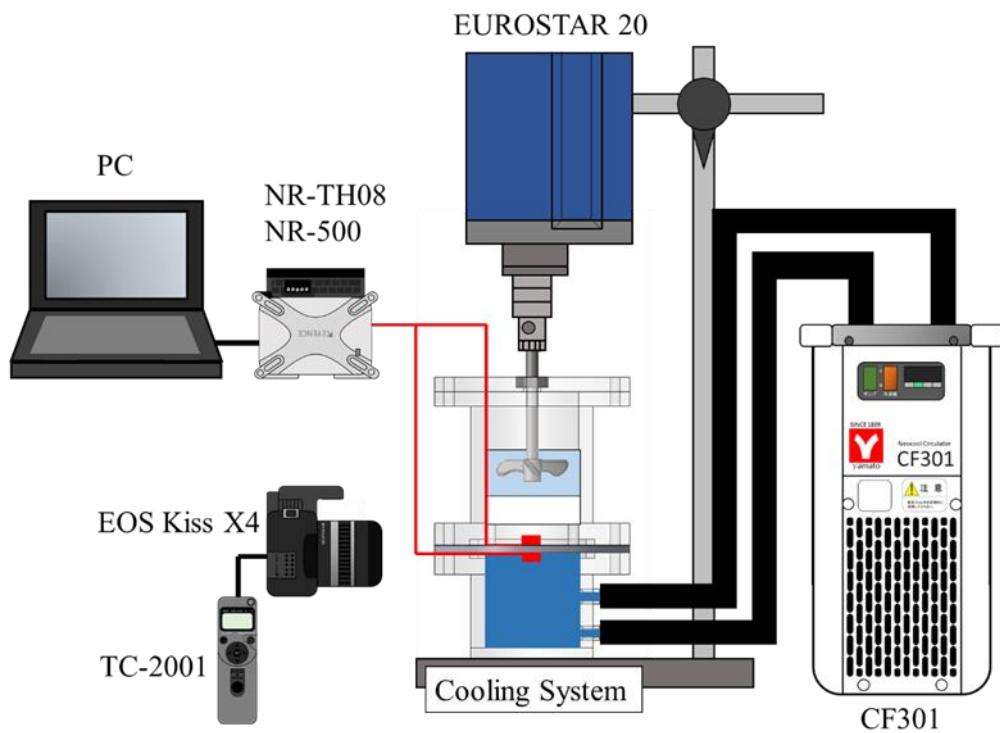 EUROSTAR 20
PC
NR-TH08
NR-500
KEYENCE
SINCE 1889
yamato
Neocool Circulator
CF301
注意
EOS Kiss X4
TC-2001
Cooling System
CF301